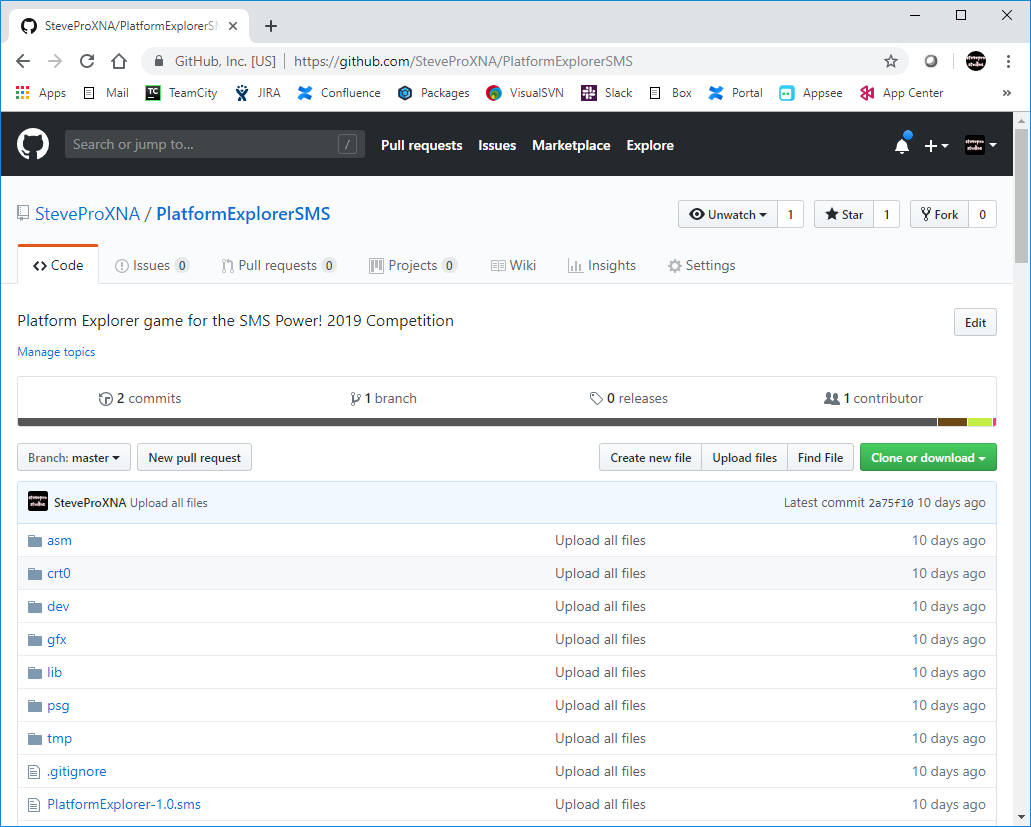 SteveProXNA/PlatformExplorerSM
GitHub, Inc. [US] https://github.com/SteveProXNA/PlatformExplorerSMS
Apps Mail TC TeamCity JIRA Confluence Packages VisualSVN Slack Box Portal Appsee App Center »
Search or jump to... / Pull requests Issues Marketplace Explore
SteveProXNA / PlatformExplorerSMS Unwatch 1 Star 1 Fork 0
Code Issues 0 Pull requests 0 Projects 0 Wiki Insights Settings
Platform Explorer game for the SMS Power! 2019 Competition Edit
Manage topics
2 commits 1 branch 0 releases 1 contributor
Branch: master New pull request Create new file Upload files Find File Clone or download
SteveProXNA Upload all files Latest commit 2a75f10 10 days ago
asm Upload all files 10 days ago
crt0 Upload all files 10 days ago
dev Upload all files 10 days ago
gfx Upload all files 10 days ago
lib Upload all files 10 days ago
psg Upload all files 10 days ago
tmp Upload all files 10 days ago
.gitignore Upload all files 10 days ago
PlatformExplorer-1.0.sms Upload all files 10 days ago